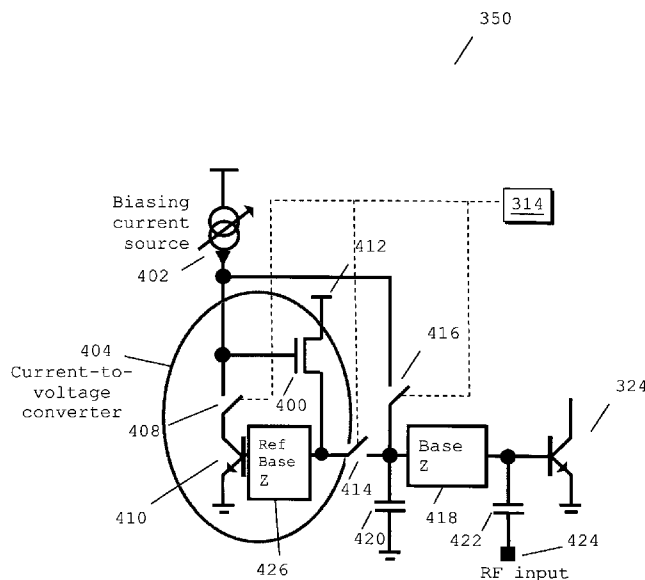 350
Biasing
current
source
402
314
412
404
Current-to-
voltage
converter
416
400
324
408
Ref
Base
Z
Base
Z
410
414
418
420
422
426
424
RF input